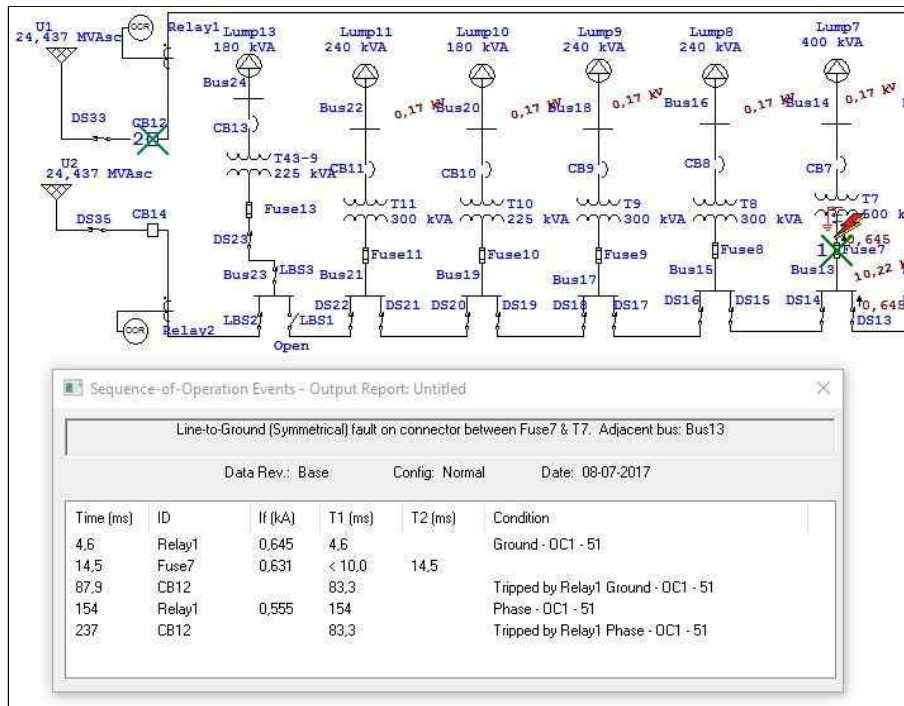 U1
24,437 MVAsc
OCR
Relay1
Lump13
180 kVA
Lump11
240 kVA
Lump10
180 kVA
Lump9
240 kVA
Lump8
240 kVA
Lump7
400 kVA
Bus24
Bus22
0,17 kV
Bus20
0,17 kV
Bus18
0,17 kV
Bus16
0,17 kV
Bus14
0,17 kV
DS33
CB12
2
CB13
U2
24,437 MVAsc
T43-9
225 kVA
CB11
CB10
CB9
CB8
CB7
DS35
CB14
Fuse13
T11
300 kVA
T10
225 kVA
T9
300 kVA
T8
300 kVA
T7
500 kVA
0,645
DS23
Fuse11
Fuse10
Fuse9
Fuse8
1
Fuse7
Bus23
LBS3
Bus21
Bus19
Bus17
Bus15
Bus13
10,22 kV
LBS2
LBS1
DS22
DS21
DS20
DS19
DS18
DS17
DS16
DS15
DS14
0,645
DS13
OCR
Relay2
Open
Sequence-of-Operation Events - Output Report: Untitled
Line-to-Ground (Symmetrical) fault on connector between Fuse7 & T7. Adjacent bus: Bus13
Data Rev.: Base Config: Normal Date: 08-07-2017
Time (ms) ID If (kA) T1 (ms) T2 (ms) Condition
4,6 Relay1 0,645 4,6 Ground - OC1 - 51
14,5 Fuse7 0,631 < 10,0 14,5
87,9 CB12 83,3 Tripped by Relay1 Ground - OC1 - 51
154 Relay1 0,555 154 Phase - OC1 - 51
237 CB12 83,3 Tripped by Relay1 Phase - OC1 - 51